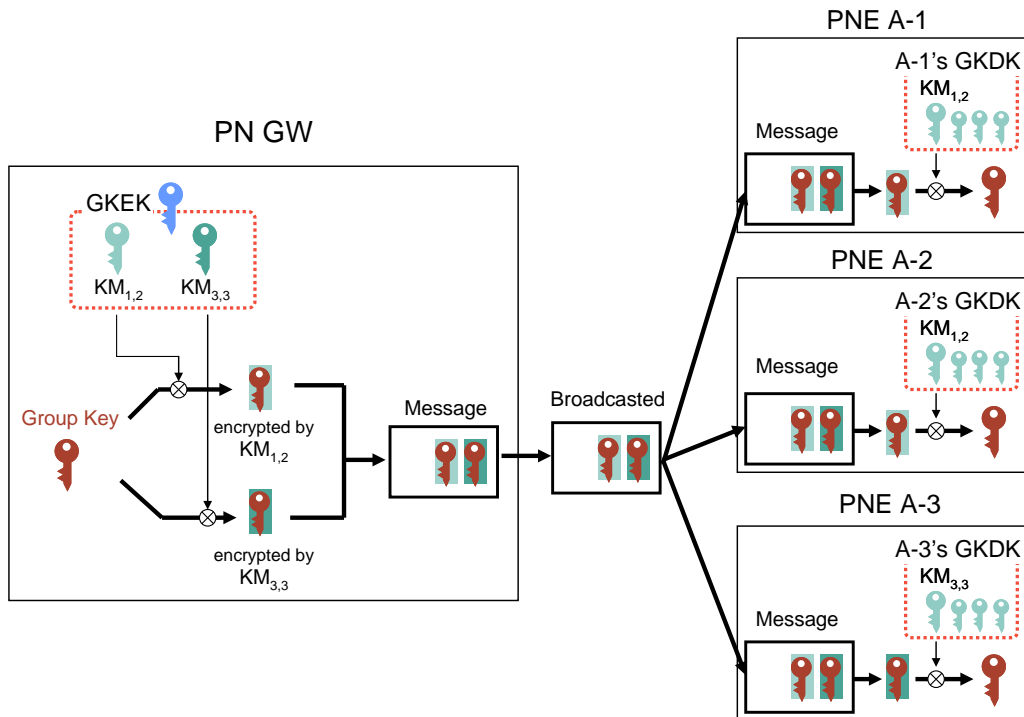 PN GW
GKEK
KM1,2
KM3,3
Group Key
encrypted by
KM1,2
encrypted by
KM3,3
Message
Broadcasted
PNE A-1
A-1's GKDK
KM1,2
Message
PNE A-2
A-2's GKDK
KM1,2
Message
PNE A-3
A-3's GKDK
KM3,3
Message